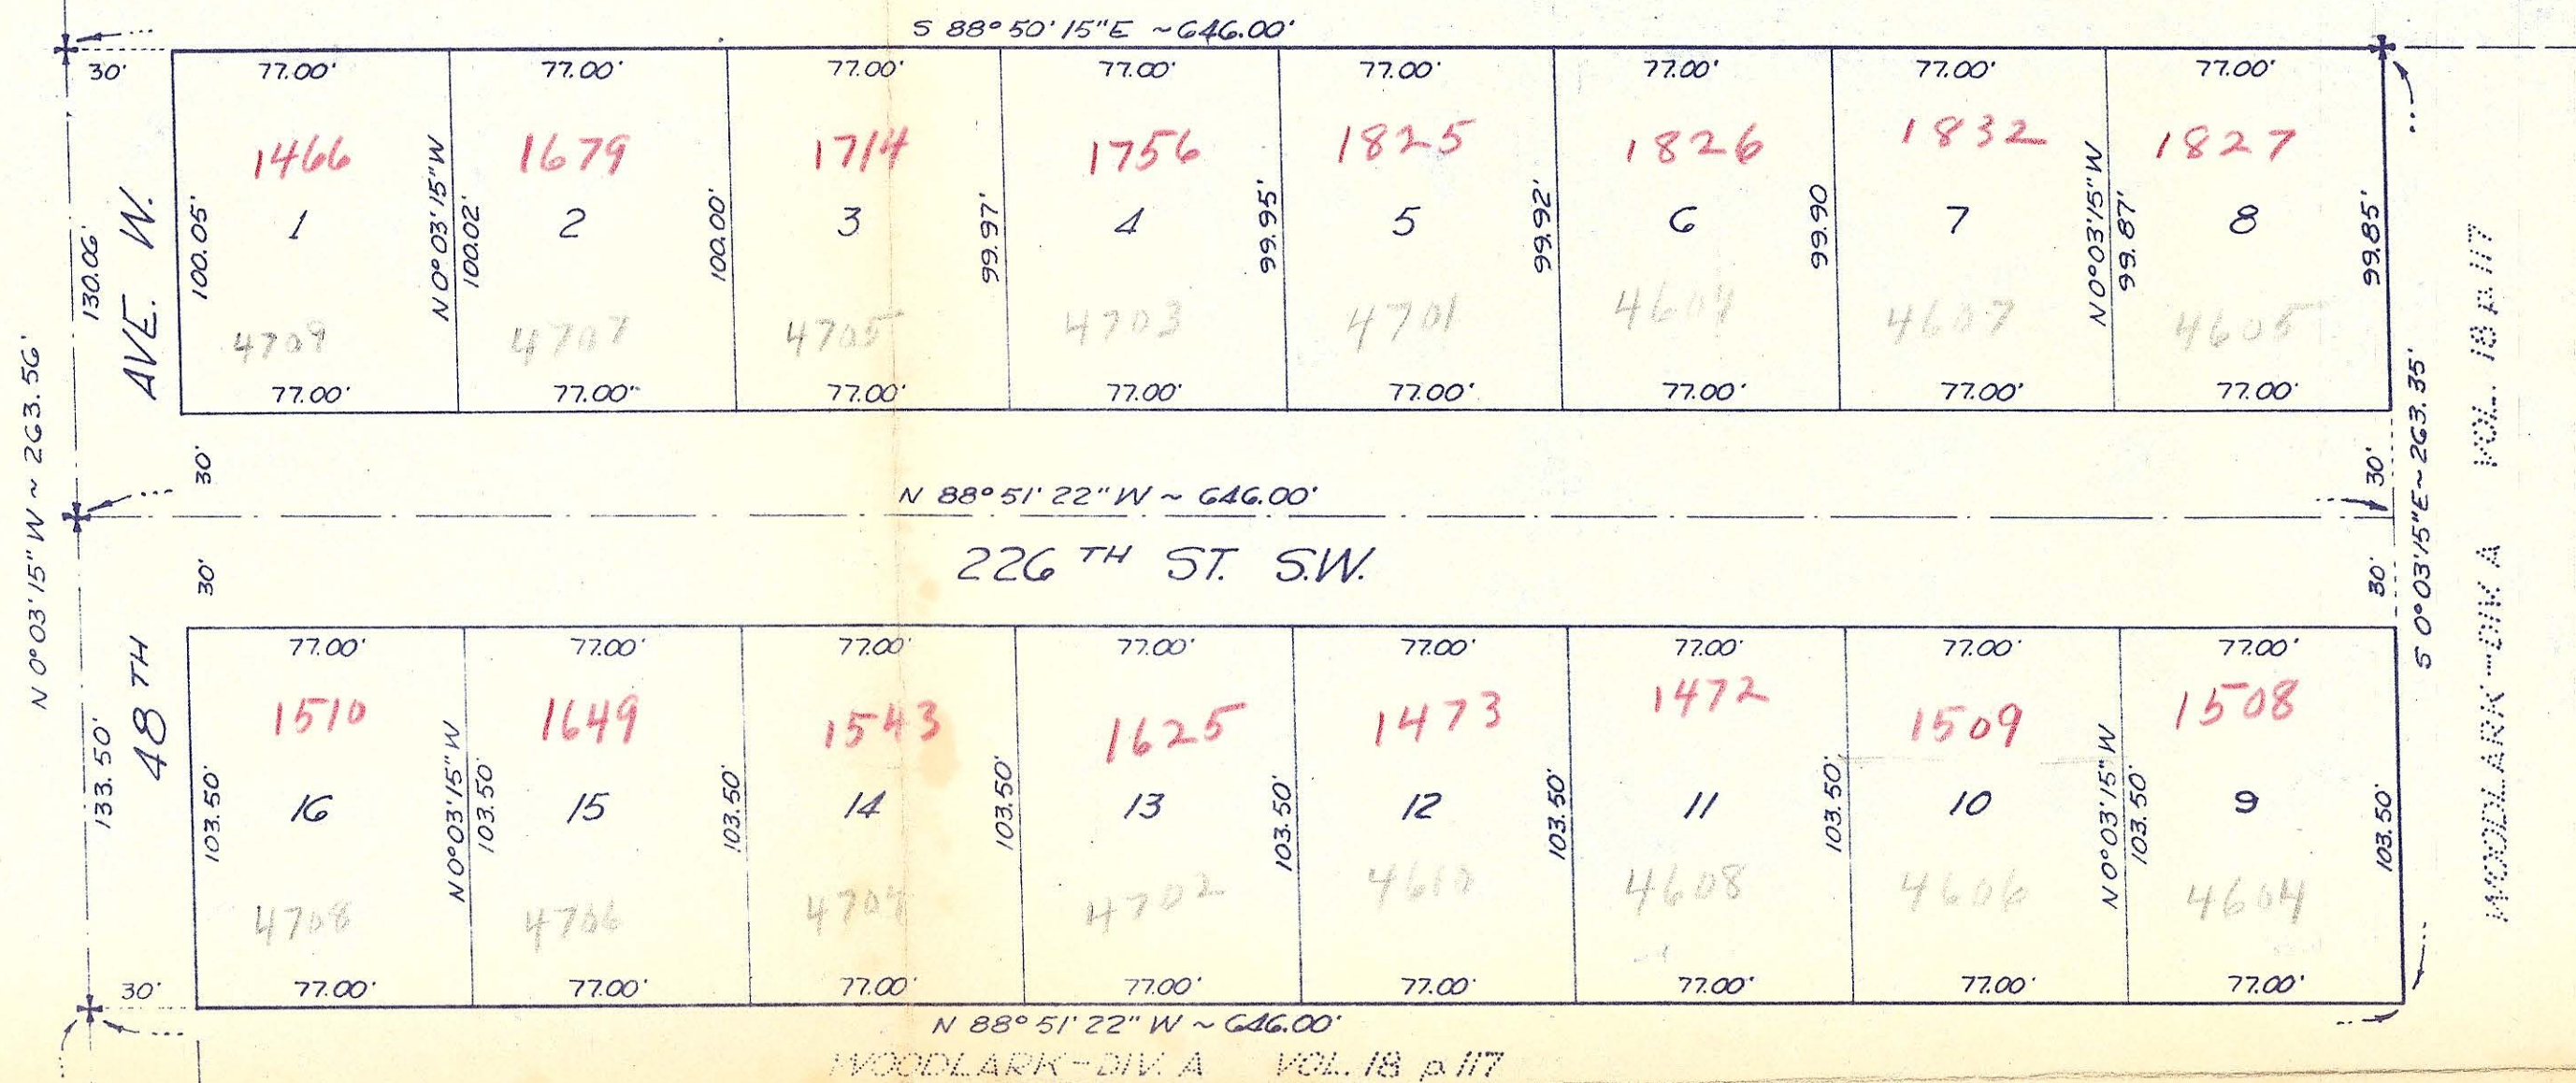 S 88° 50' 15" E ~ 646.00'
30' 77.00' 77.00' 77.00' 77.00' 77.00' 77.00' 77.00' 77.00'
1466 1679 1714 1756 1825 1826 1832 1827
1 2 3 4 5 6 7 8
130.06' 100.05' N 0° 03' 15" W 100.02' 100.00' 99.97' 99.95' 99.92' 99.90 N 0° 03' 15" W 99.87' 99.85'
4709 4707 4705 4703 4701 4609 4607 4605
77.00' 77.00' 77.00' 77.00' 77.00' 77.00' 77.00' 77.00'
N 0° 03' 15" W ~ 263.56'
48 TH AVE. W.
S 0° 03' 15" E ~ 263.35'
WOODLARK - DIV. A VOL. 18 p 117
30' 30'
N 88° 51' 22" W ~ 646.00'
226 TH ST. S.W.
30' 30'
77.00' 77.00' 77.00' 77.00' 77.00' 77.00' 77.00' 77.00'
1510 1649 1543 1625 1473 1472 1509 1508
16 15 14 13 12 11 10 9
133.50' 103.50' N 0° 03' 15" W 103.50' 103.50' 103.50' 103.50' 103.50' 103.50' N 0° 03' 15" W 103.50' 103.50'
4708 4706 4704 4702 4610 4608 4606 4604
30' 77.00' 77.00' 77.00' 77.00' 77.00' 77.00' 77.00' 77.00'
N 88° 51' 22" W ~ 646.00'
WOODLARK - DIV. A VOL. 18 p 117